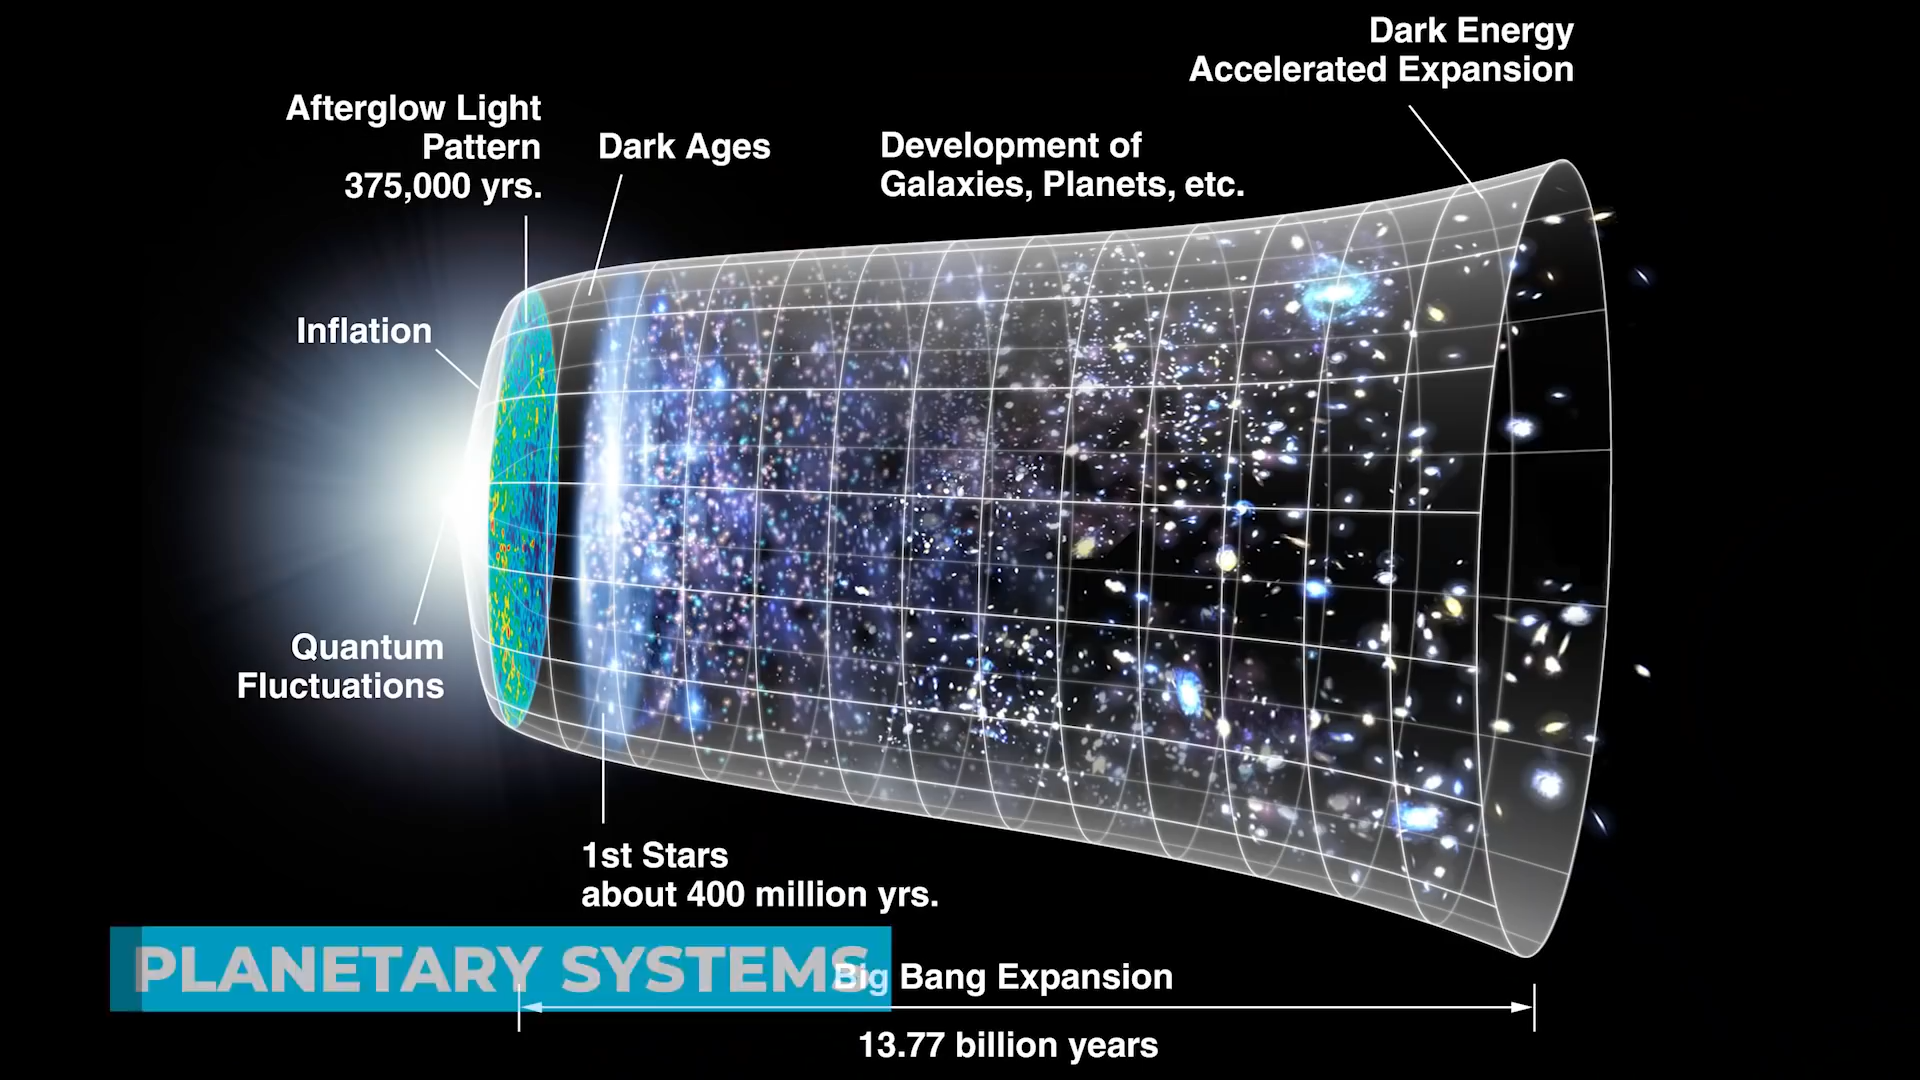 Dark Energy
Accelerated Expansion
Afterglow Light
Pattern
375,000 yrs.
Dark Ages
Development of
Galaxies, Planets, etc.
Inflation
Quantum
Fluctuations
1st Stars
about 400 million yrs.
PLANETARY SYSTEMS
Big Bang Expansion
13.77 billion years